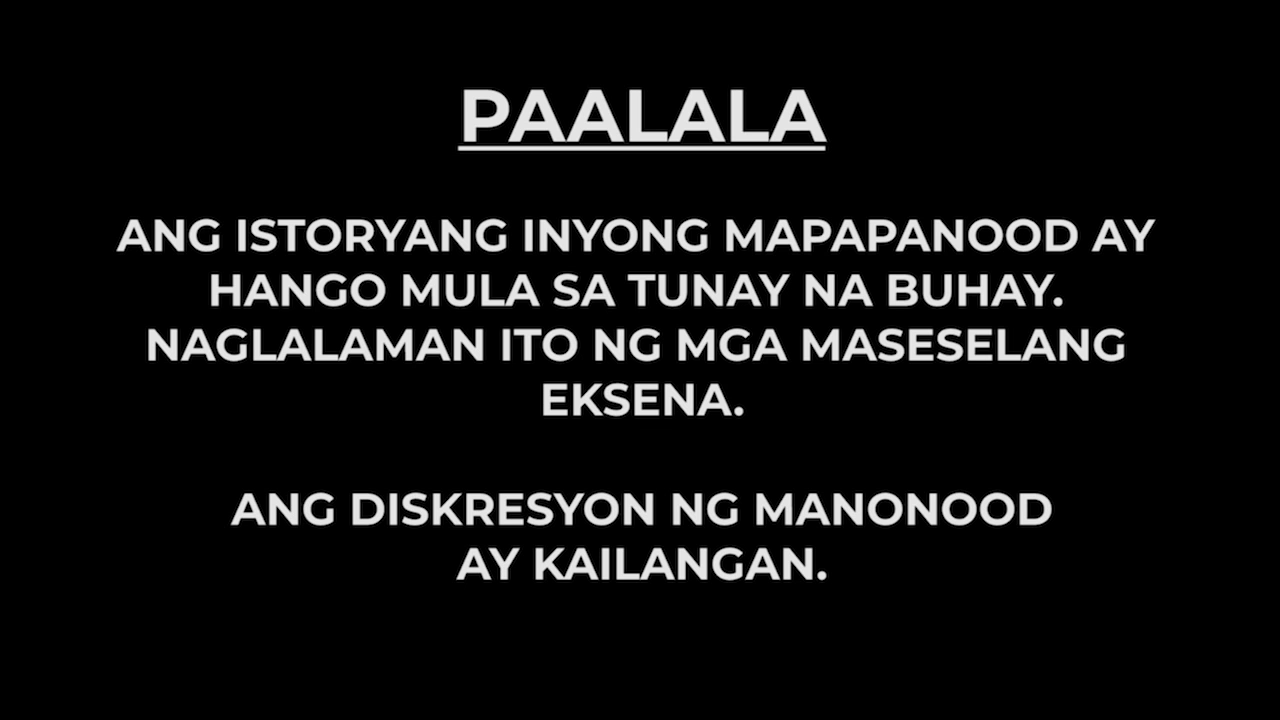 PAALALA
ANG ISTORYANG INYONG MAPAPANOOD AY
HANGO MULA SA TUNAY NA BUHAY.
NAGLALAMAN ITO NG MGA MASESELANG
EKSENA.
ANG DISKRESYON NG MANONOOD
AY KAILANGAN.